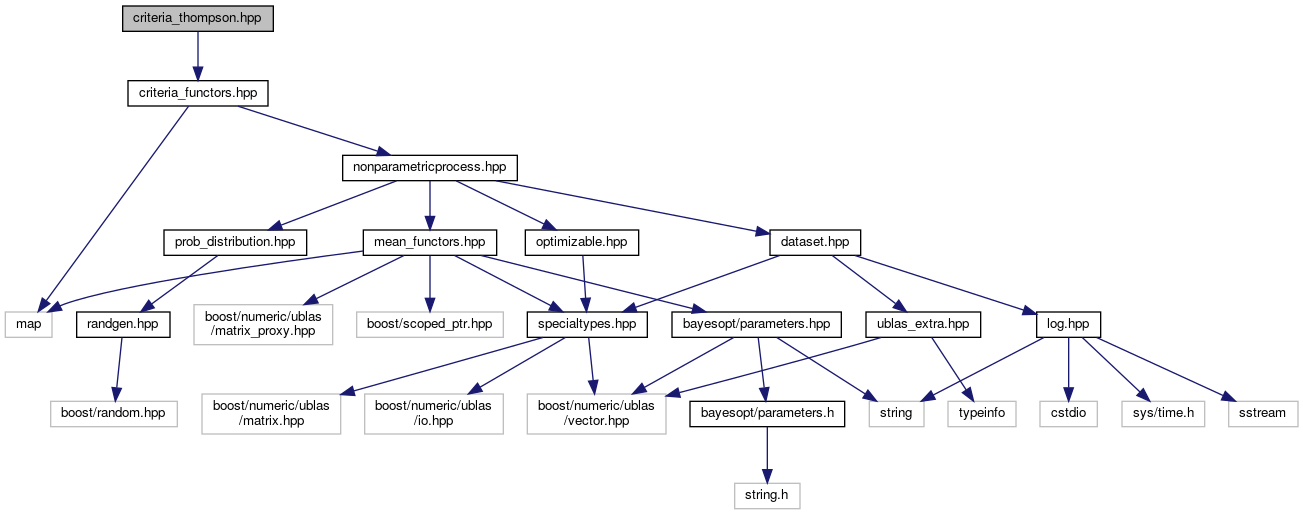 criteria_thompson.hpp
criteria_functors.hpp
nonparametricprocess.hpp
prob_distribution.hpp
mean_functors.hpp
optimizable.hpp
dataset.hpp
map
randgen.hpp
boost/numeric/ublas
/matrix_proxy.hpp
boost/scoped_ptr.hpp
specialtypes.hpp
bayesopt/parameters.hpp
ublas_extra.hpp
log.hpp
boost/random.hpp
boost/numeric/ublas
/matrix.hpp
boost/numeric/ublas
/io.hpp
boost/numeric/ublas
/vector.hpp
bayesopt/parameters.h
string
typeinfo
cstdio
sys/time.h
sstream
string.h